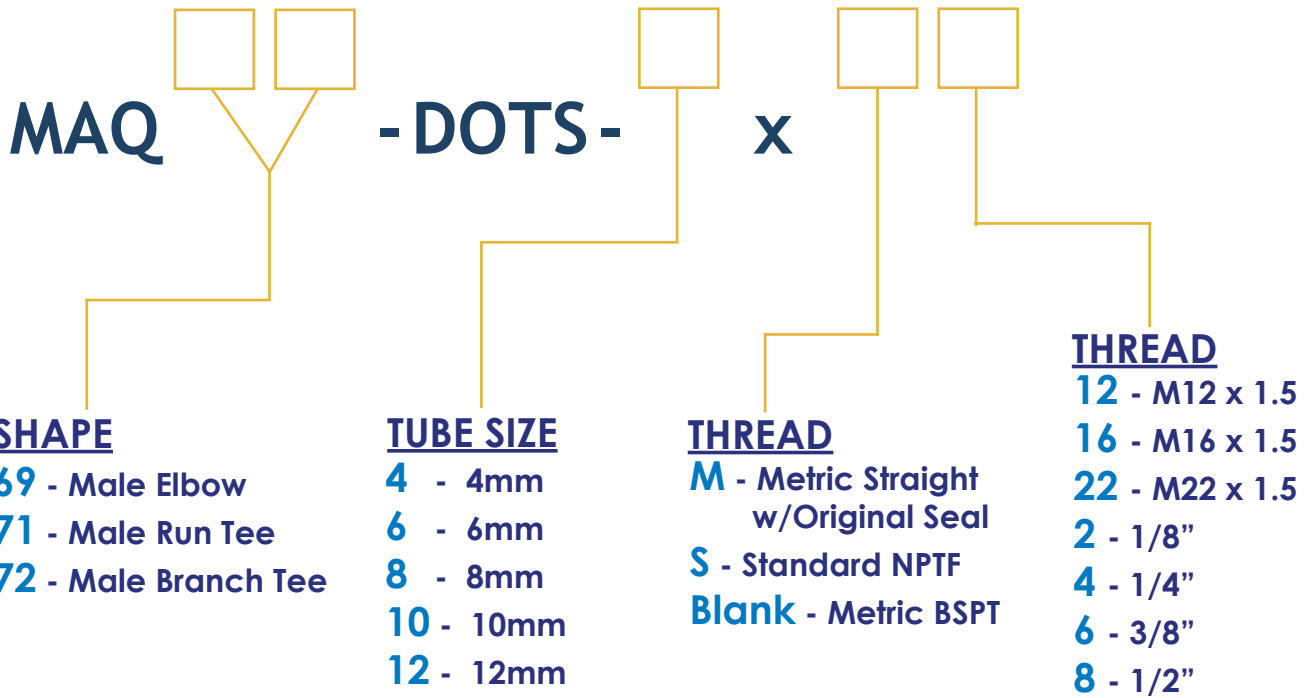 MAQ -DOTS- x
SHAPE
69 - Male Elbow
71 - Male Run Tee
72 - Male Branch Tee
TUBE SIZE
4 - 4mm
6 - 6mm
8 - 8mm
10 - 10mm
12 - 12mm
THREAD
M - Metric Straight
w/Original Seal
S - Standard NPTF
Blank - Metric BSPT
THREAD
12 - M12 x 1.5
16 - M16 x 1.5
22 - M22 x 1.5
2 - 1/8”
4 - 1/4”
6 - 3/8”
8 - 1/2”